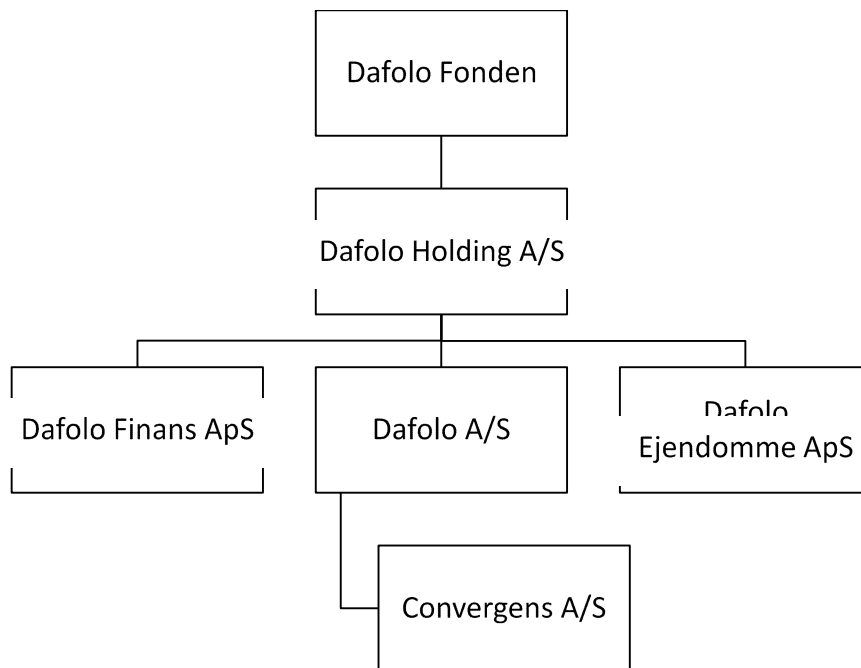 Dafolo Fonden
Dafolo Holding A/S
Dafolo Finans ApS
Dafolo A/S
Dafolo
Ejendomme ApS
Convergens A/S